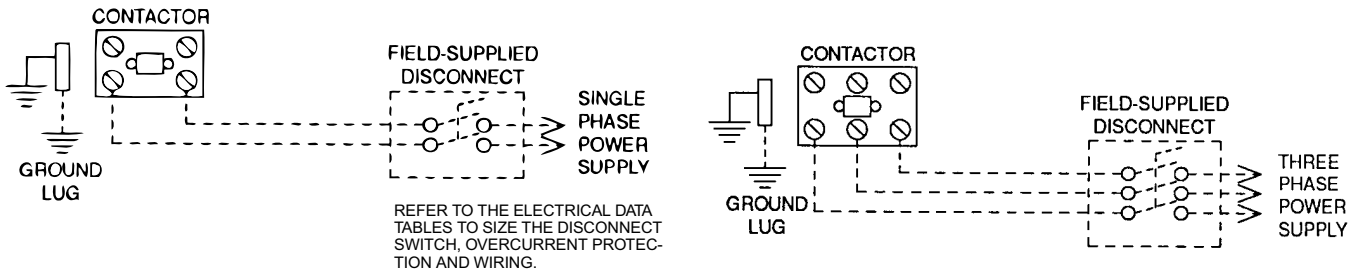 CONTACTOR
FIELD-SUPPLIED
DISCONNECT
SINGLE
PHASE
POWER
SUPPLY
GROUND
LUG
REFER TO THE ELECTRICAL DATA
TABLES TO SIZE THE DISCONNECT
SWITCH, OVERCURRENT PROTEC-
TION AND WIRING.
CONTACTOR
FIELD-SUPPLIED
DISCONNECT
THREE
PHASE
POWER
SUPPLY
GROUND
LUG